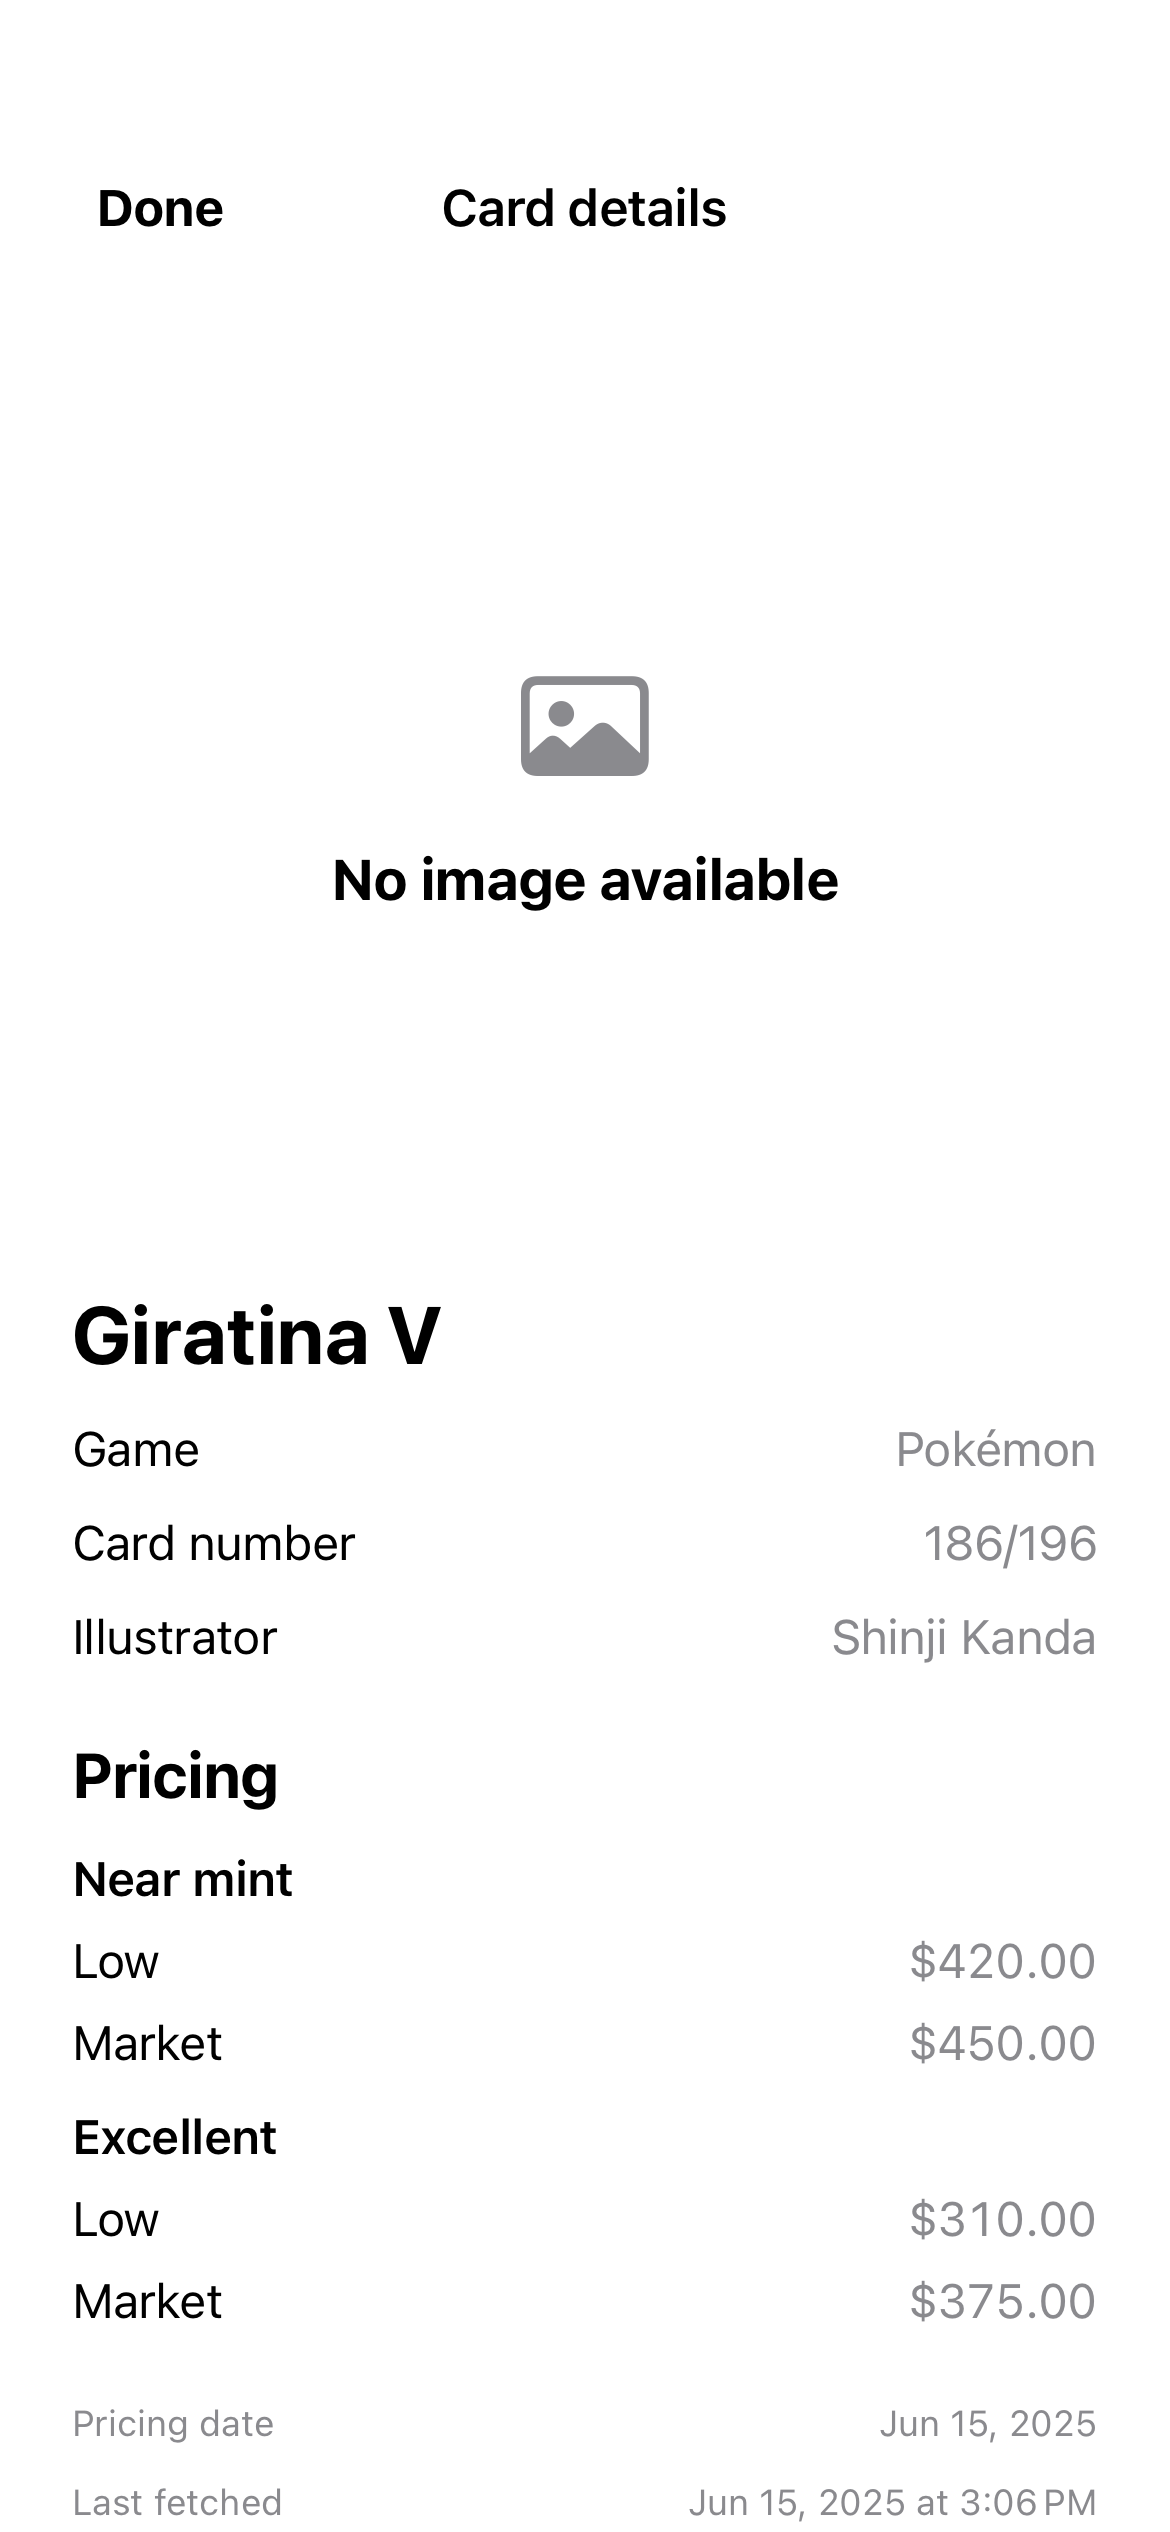 Done Card details
No image available
Giratina V
Game Pokémon
Card number 186/196
Illustrator Shinji Kanda
Pricing
Near mint
Low $420.00
Market $450.00
Excellent
Low $310.00
Market $375.00
Pricing date Jun 15, 2025
Last fetched Jun 15, 2025 at 3:06 PM